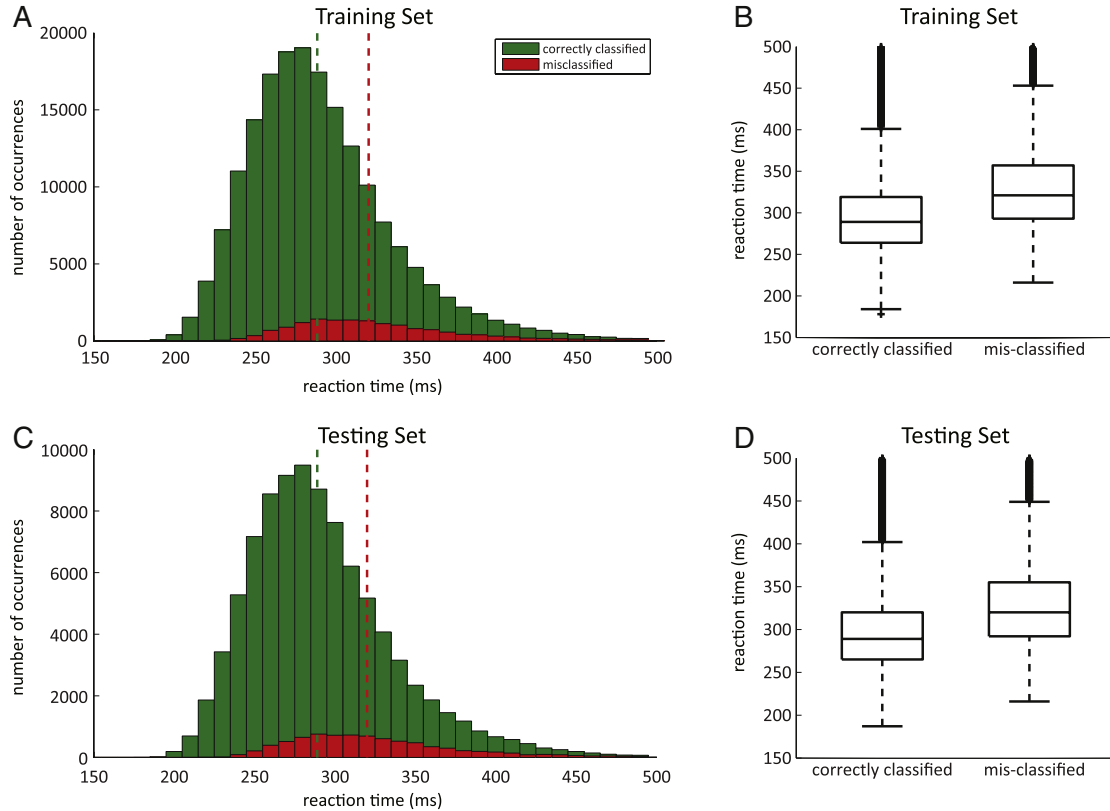 A
Training Set
20000
15000
10000
5000
0
number of occurrences
correctly classified
misclassified
150 200 250 300 350 400 450 500
reaction time (ms)
B
Training Set
500
450
400
350
300
250
200
150
reaction time (ms)
correctly classified mis-classified
C
Testing Set
10000
8000
6000
4000
2000
0
number of occurrences
150 200 250 300 350 400 450 500
reaction time (ms)
D
Testing Set
500
450
400
350
300
250
200
150
reaction time (ms)
correctly classified mis-classified